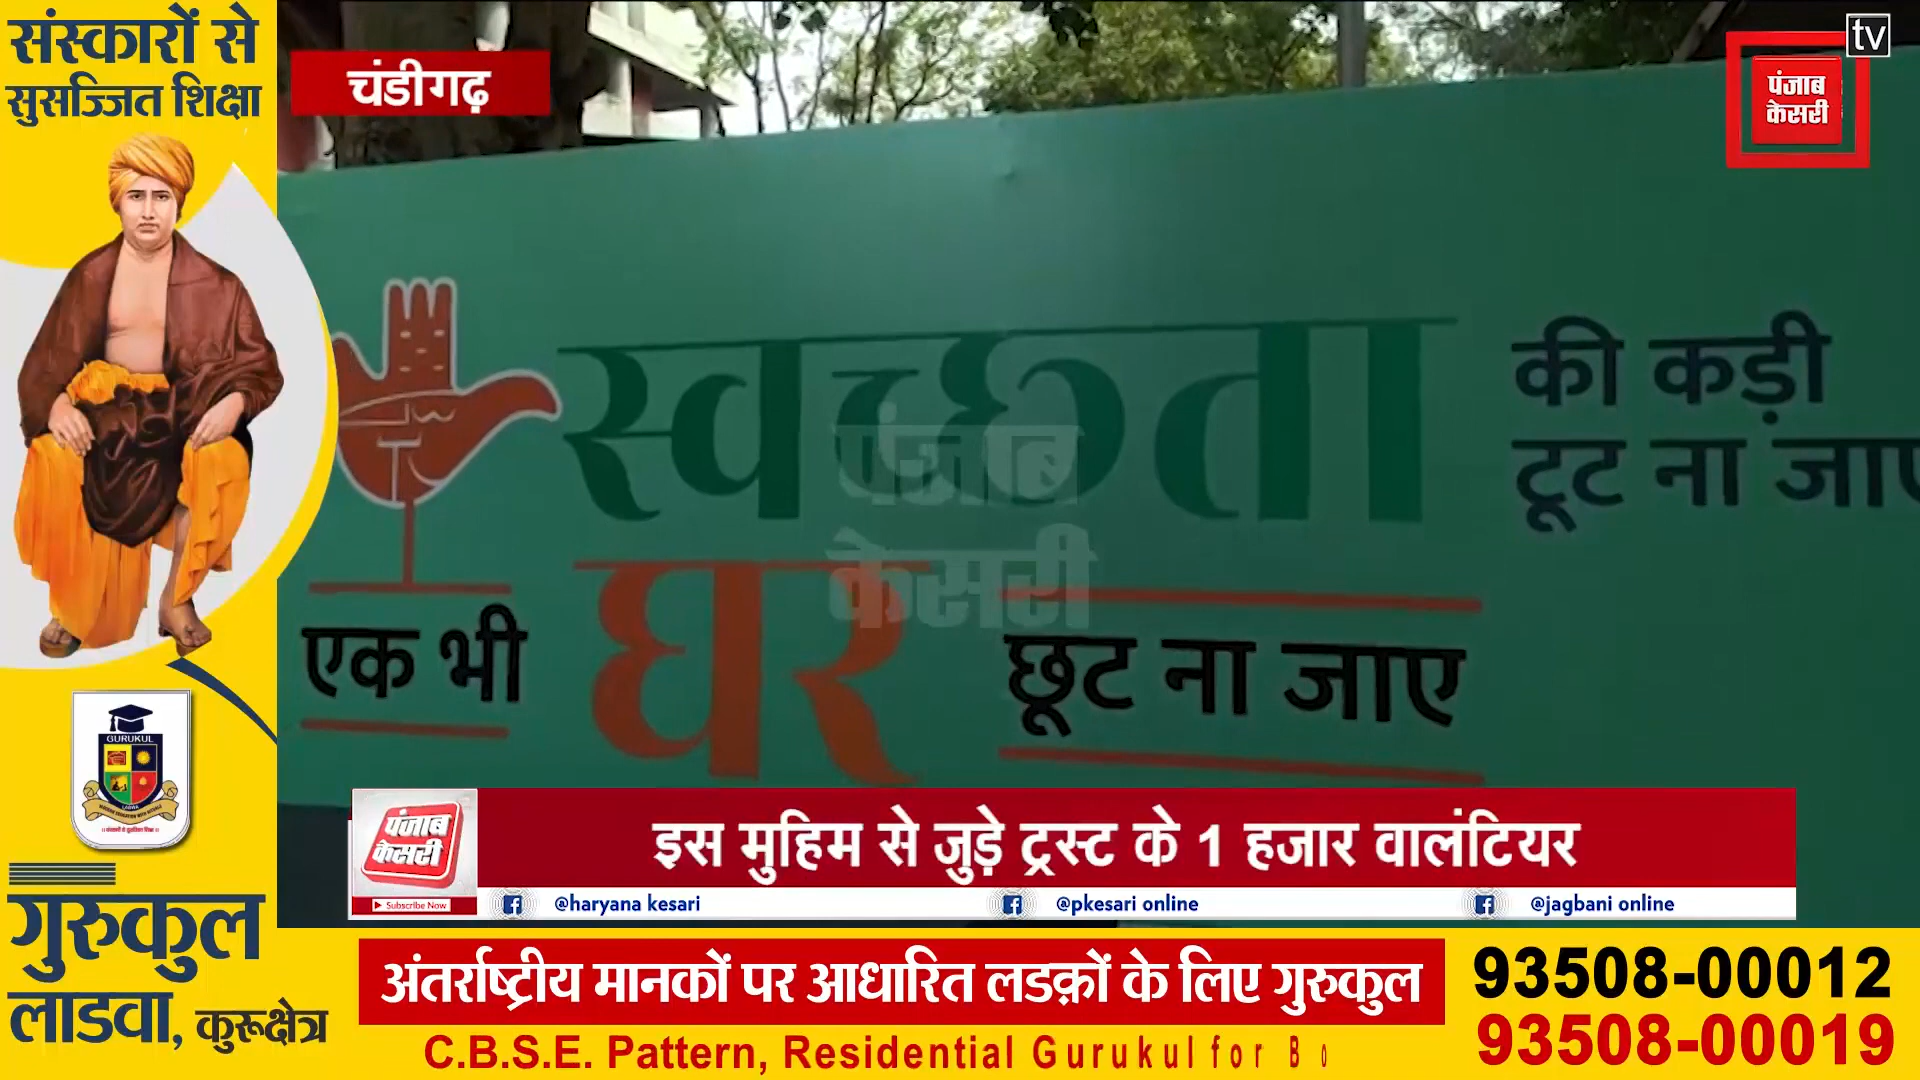 संस्कारों से
सुसज्जित शिक्षा
चंडीगढ़
tv
पंजाब
केसरी
स्वच्छता
की कड़ी
टूट ना जाए
एक भी
घर
छूट ना जाए
पंजाब
केसरी
GURUKUL
LADWA
पंजाब
केसरी
Subscribe Now
इस मुहिम से जुड़े ट्रस्ट के 1 हजार वालंटियर
@haryana kesari
@pkesari online
@jagbani online
गुरुकुल
लाडवा, कुरूक्षेत्र
अंतर्राष्ट्रीय मानकों पर आधारित लडक़ों के लिए गुरुकुल
C.B.S.E. Pattern, Residential Gurukul for Bo
93508-00012
93508-00019